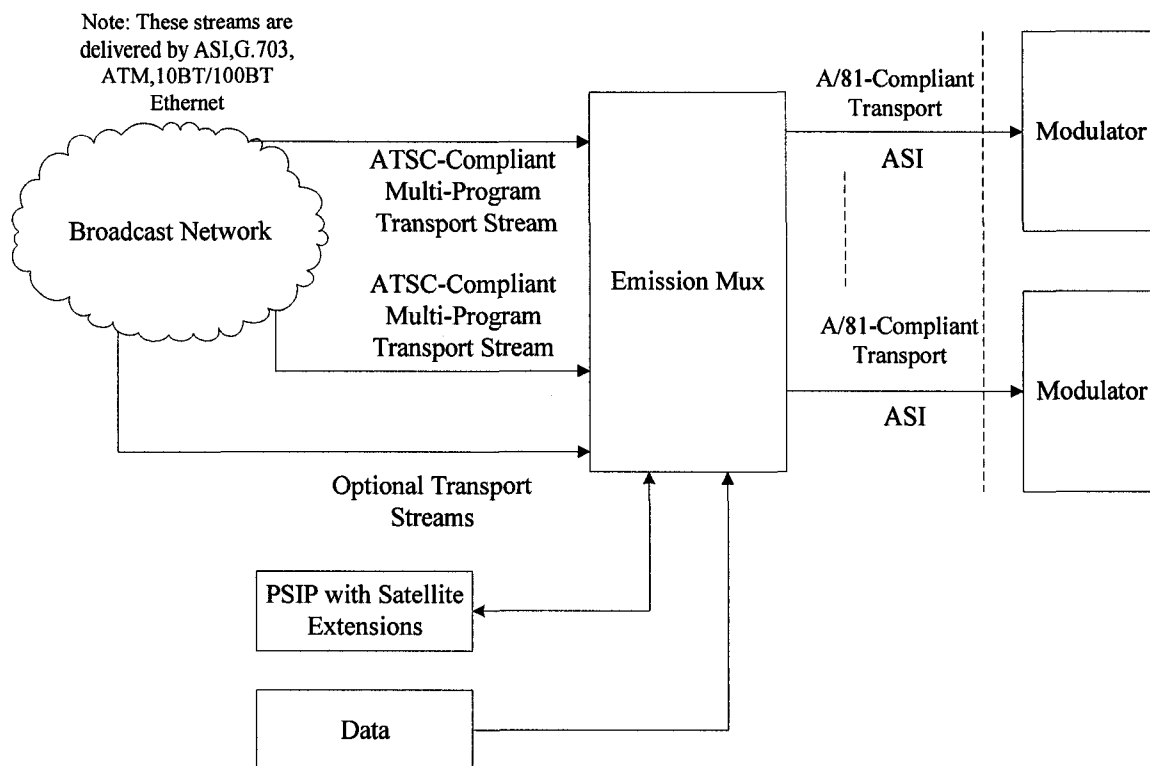 Note: These streams are
delivered by ASI,G.703,
ATM,10BT/100BT
Ethernet
Broadcast Network
ATSC-Compliant
Multi-Program
Transport Stream
ATSC-Compliant
Multi-Program
Transport Stream
Optional Transport
Streams
Emission Mux
A/81-Compliant
Transport
ASI
Modulator
A/81-Compliant
Transport
ASI
Modulator
PSIP with Satellite
Extensions
Data